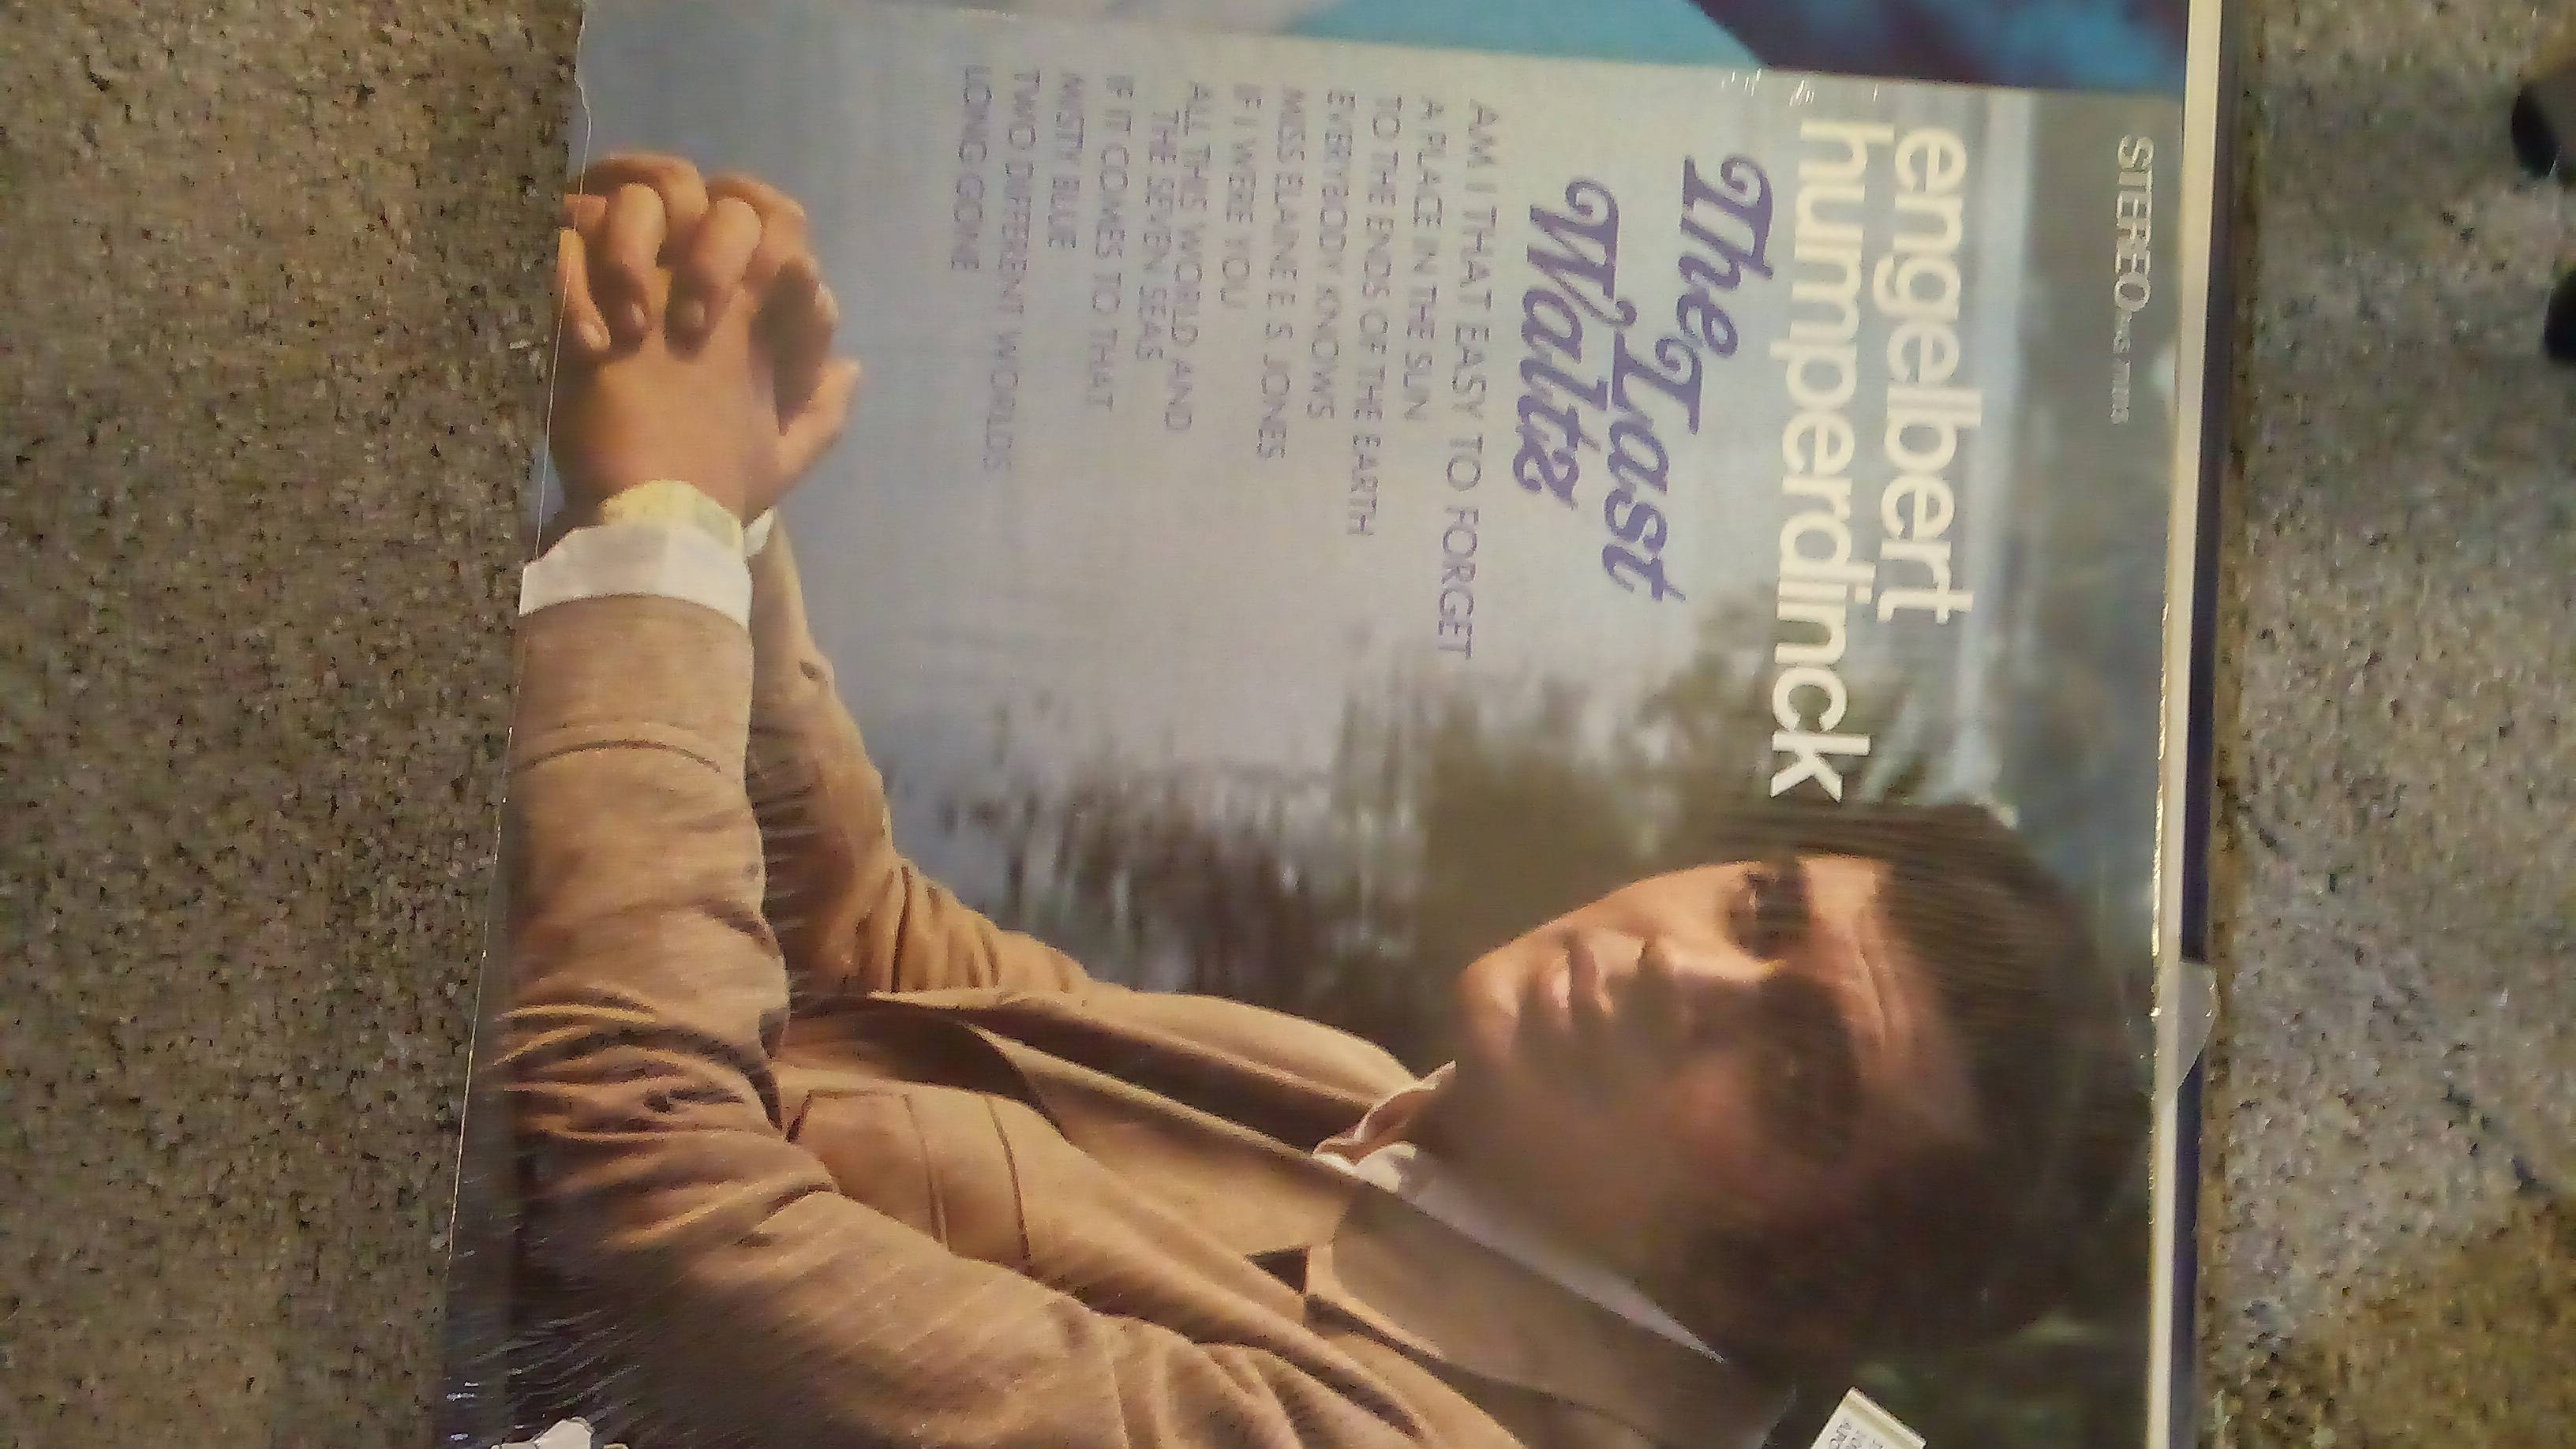 STEREO
engelbert
humperdinck
The Last
Waltz
AM I THAT EASY TO FORGET
A PLACE IN THE SUN
TO THE ENDS OF THE EARTH
EVERYBODY KNOWS
MISS ELAINE E. S. JONES
IF I WERE YOU
ALL THIS WORLD AND
THE SEVEN SEAS
IF IT COMES TO THAT
MISTY BLUE
TWO DIFFERENT WORLDS
LONG GONE